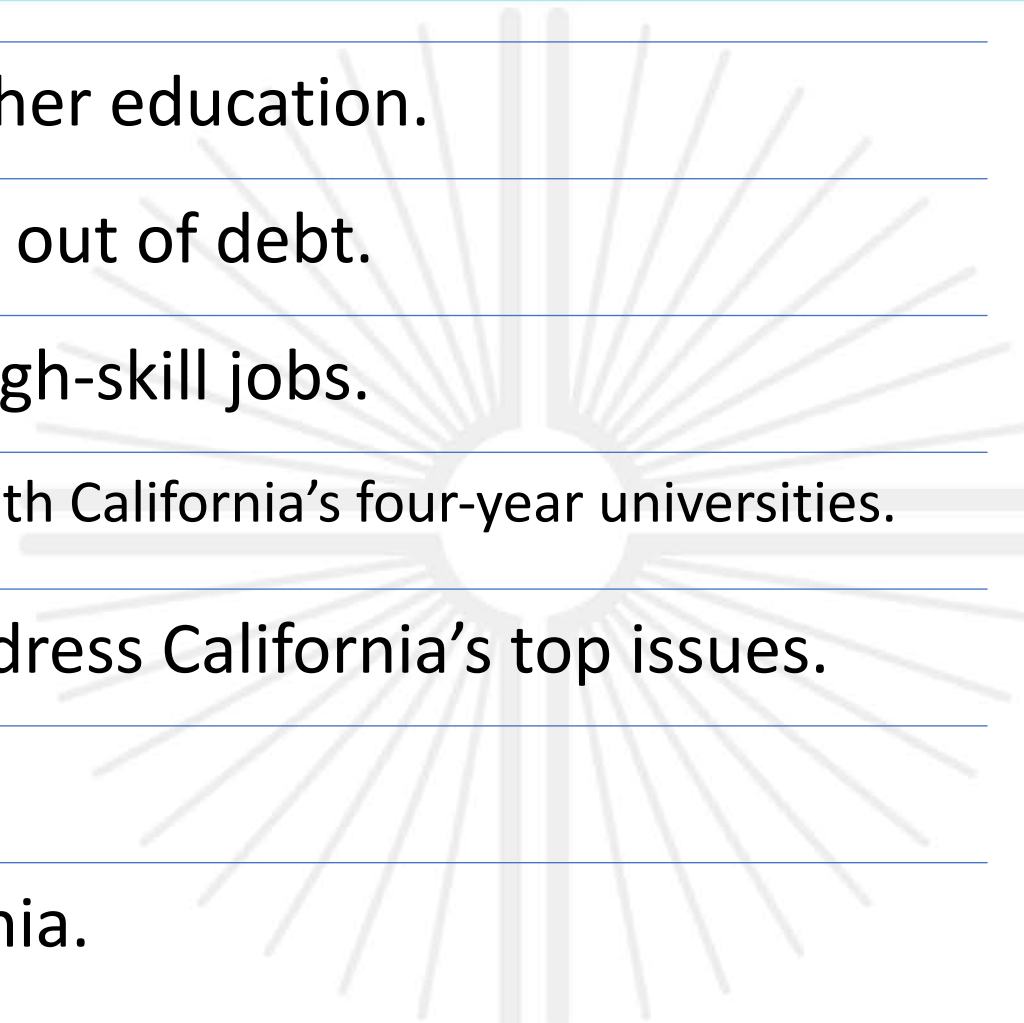 her education.
out of debt.
gh-skill jobs.
th California’s four-year universities.
dress California’s top issues.
nia.